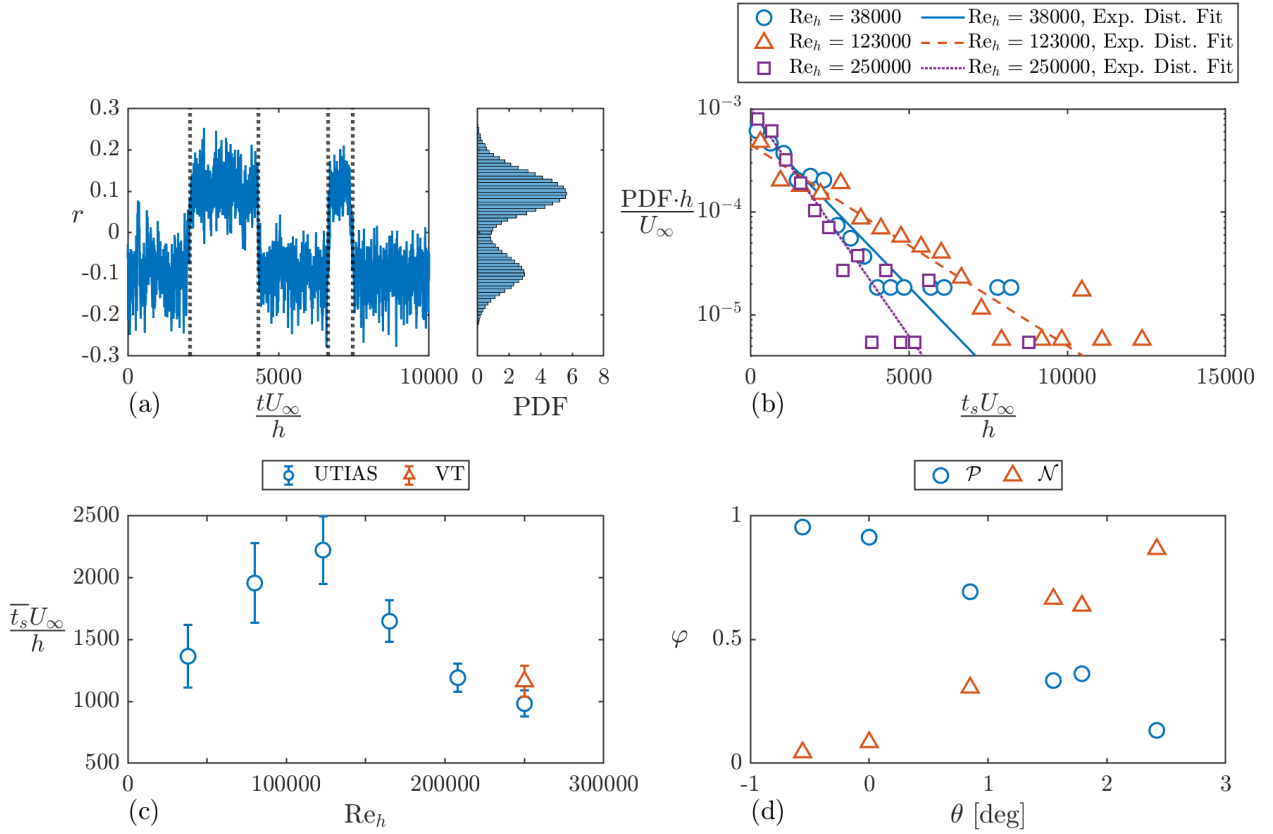 Re_h = 38000
Re_h = 38000, Exp. Dist. Fit
Re_h = 123000
Re_h = 123000, Exp. Dist. Fit
Re_h = 250000
Re_h = 250000, Exp. Dist. Fit
0.3
0.2
0.1
0
-0.1
-0.2
-0.3
r
0
5000
10000
tU_∞
h
(a)
0
2
4
6
8
PDF
10^-3
10^-4
10^-5
PDF·h
U_∞
0
5000
10000
15000
t_sU_∞
h
(b)
UTIAS
VT
2500
2000
1500
1000
500
t̅_sU_∞
h
0
100000
200000
300000
Re_h
(c)
𝒫
𝒩
1
0.5
0
φ
-1
0
1
2
3
θ [deg]
(d)